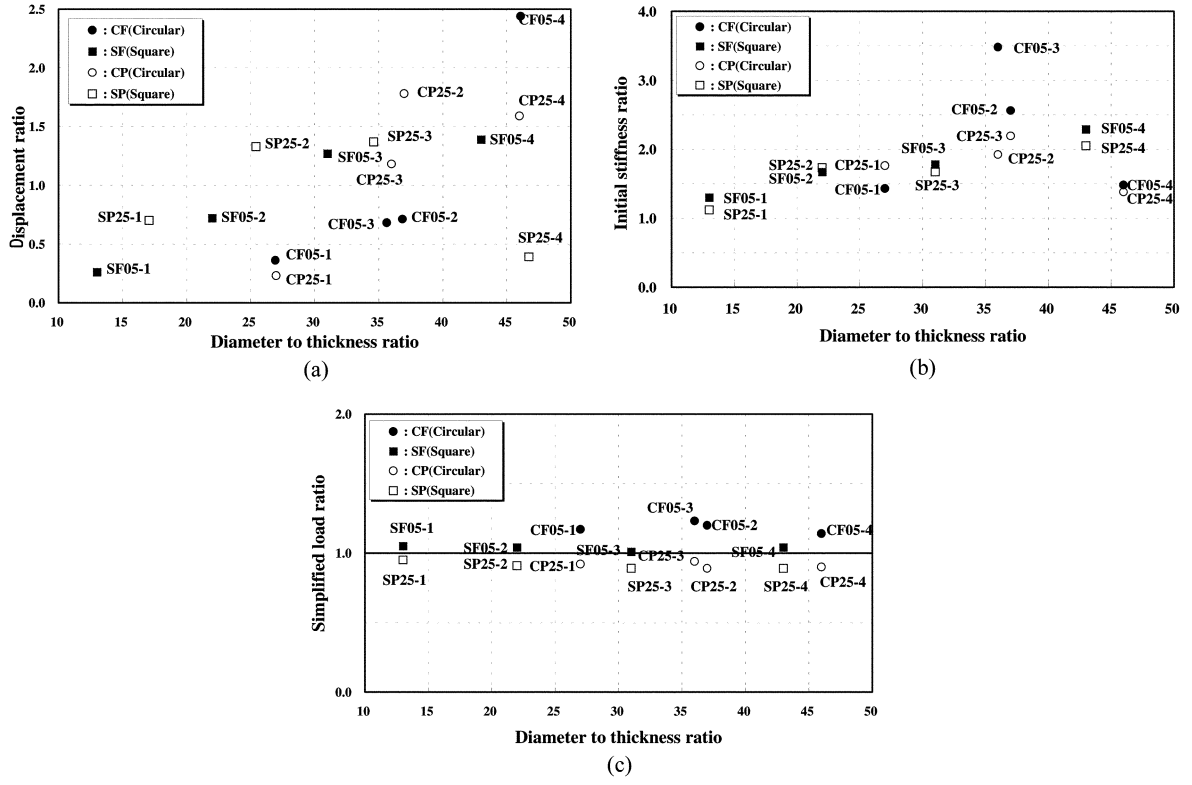 2.5
2.0
1.5
1.0
0.5
0.0
Displacement ratio
: CF(Circular)
: SF(Square)
: CP(Circular)
: SP(Square)
CF05-4
CP25-2
CP25-4
SP25-2
SP25-3
SF05-4
SF05-3
CP25-3
SP25-1
SF05-2
CF05-3
CF05-2
SP25-4
CF05-1
SF05-1
CP25-1
10 15 20 25 30 35 40 45 50
Diameter to thickness ratio
(a)
4.0
3.0
2.0
1.0
0.0
Initial stiffness ratio
: CF(Circular)
: SF(Square)
: CP(Circular)
: SP(Square)
CF05-3
CF05-2
SF05-4
CP25-3
SF05-3
SP25-4
CP25-2
SP25-2
CP25-1
SF05-2
SP25-3
CF05-1
CF05-4
CP25-4
SF05-1
SP25-1
10 15 20 25 30 35 40 45 50
Diameter to thickness ratio
(b)
2.0
1.0
0.0
Simplified load ratio
: CF(Circular)
: SF(Square)
: CP(Circular)
: SP(Square)
CF05-3
SF05-1
CF05-1
CF05-2
CF05-4
SF05-2
SF05-3
CP25-3
SF05-4
SP25-2
CP25-1
SP25-1
SP25-3
CP25-2
SP25-4
CP25-4
10 15 20 25 30 35 40 45 50
Diameter to thickness ratio
(c)